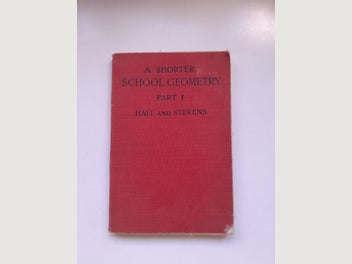 A SHORTER
SCHOOL GEOMETRY
PART I
HALL AND STEVENS